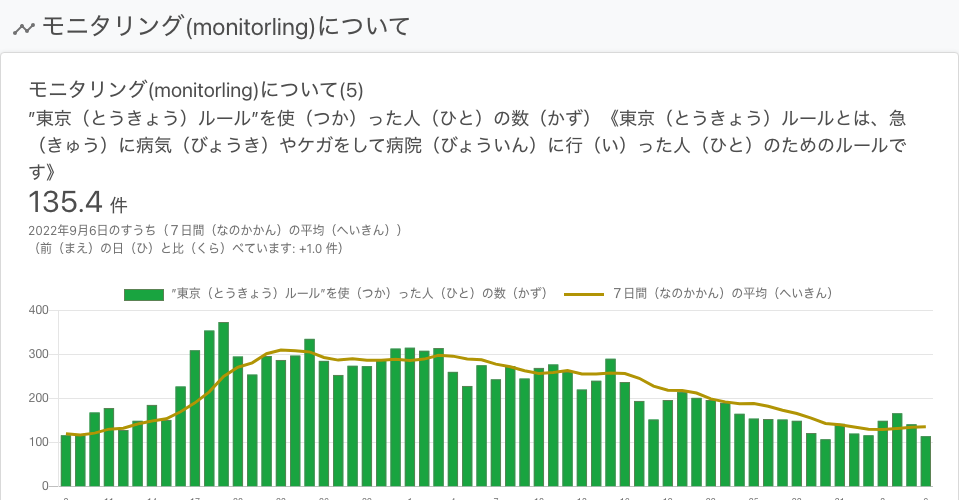 モニタリング(monitorling)について
モニタリング(monitorling)について(5)
”東京（とうきょう）ルール”を使（つか）った人（ひと）の数（かず）《東京（とうきょう）ルールとは、急
（きゅう）に病気（びょうき）やケガをして病院（びょういん）に行（い）った人（ひと）のためのルールで
す》
135.4 件
2022年9月6日のすうち（７日間（なのかかん）の平均（へいきん））
（前（まえ）の日（ひ）と比（くら）べています: +1.0 件）
”東京（とうきょう）ルール”を使（つか）った人（ひと）の数（かず） ７日間（なのかかん）の平均（へいきん）
400
300
200
100
0